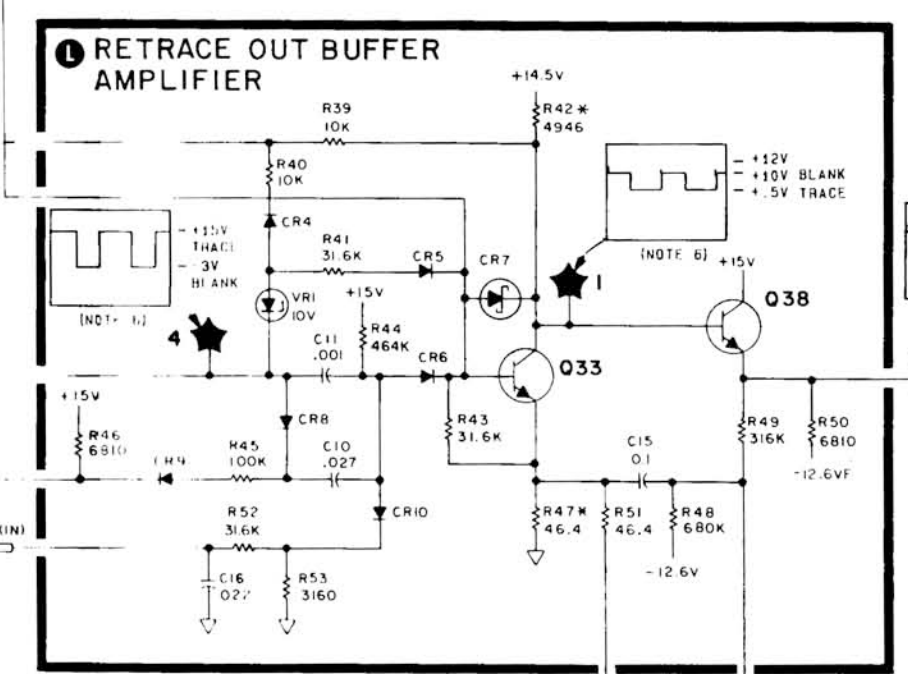 L RETRACE OUT BUFFER
AMPLIFIER
+14.5V
R42*
4946
R39
10K
R40
10K
+12V
+10V BLANK
+.5V TRACE
(NOTE 6)
1
+15V
TRACE
-3V
BLANK
4
CR4
R41
31.6K
CR5
CR7
VR1
10V
+15V
+15V
Q38
C11
.001
R44
464K
CR6
Q33
+15V
R46
6810
CR8
R43
31.6K
CR9
R45
100K
C10
.027
C15
0.1
R49
316K
R50
6810
-12.6VF
(IN)
R52
31.6K
CR10
R47*
46.4
R51
46.4
R48
680K
-12.6V
C16
R53
3160